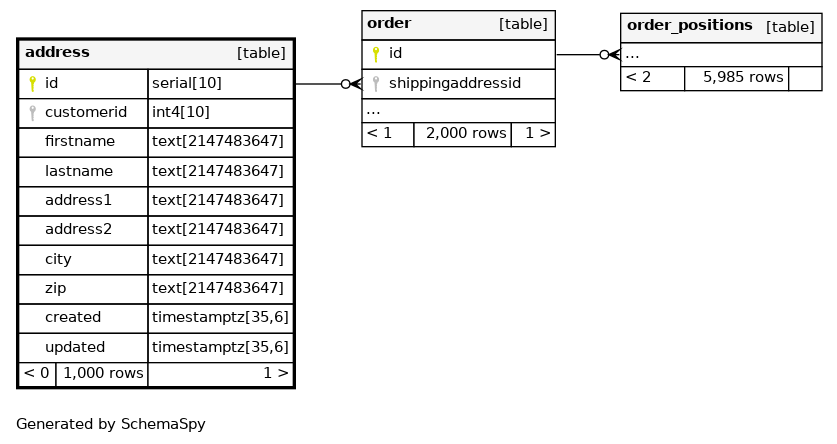 address [table]
id serial[10]
customerid int4[10]
firstname text[2147483647]
lastname text[2147483647]
address1 text[2147483647]
address2 text[2147483647]
city text[2147483647]
zip text[2147483647]
created timestamptz[35,6]
updated timestamptz[35,6]
< 0 1,000 rows 1 >
order [table]
id
shippingaddressid
...
< 1 2,000 rows 1 >
order_positions [table]
...
< 2 5,985 rows
Generated by SchemaSpy